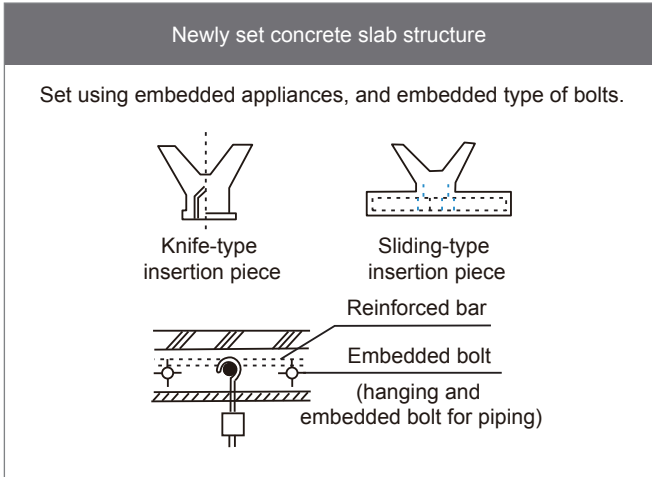 Newly set concrete slab structure
Set using embedded appliances, and embedded type of bolts.
Knife-type
insertion piece
Sliding-type
insertion piece
Reinforced bar
Embedded bolt
(hanging and
embedded bolt for piping)